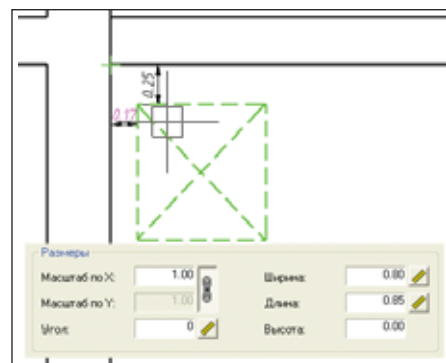 0.25
0.17
Размеры
Масштаб по X: 1.00 Ширина: 0.80
Масштаб по Y: 1.00 Длина: 0.85
Угол: 0 Высота: 0.00